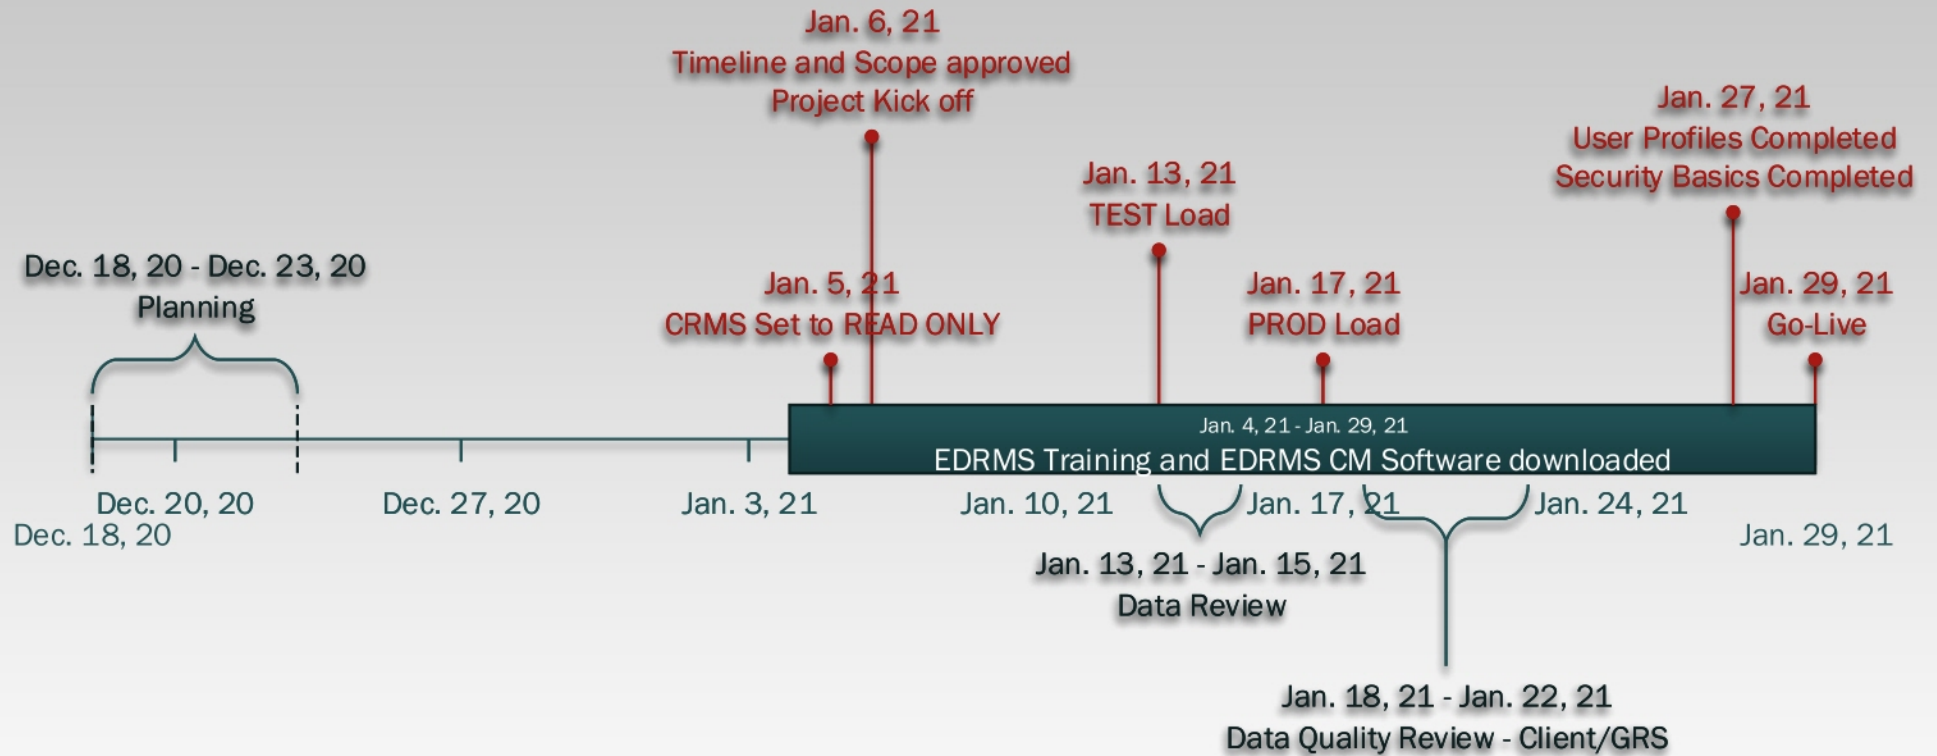 Jan. 6, 21
Timeline and Scope approved
Project Kick off
Jan. 27, 21
User Profiles Completed
Security Basics Completed
Jan. 13, 21
TEST Load
Dec. 18, 20 - Dec. 23, 20
Planning
Jan. 5, 21
CRMS Set to READ ONLY
Jan. 17, 21
PROD Load
Jan. 29, 21
Go-Live
Jan. 4, 21 - Jan. 29, 21
EDRMS Training and EDRMS CM Software downloaded
Dec. 20, 20
Dec. 27, 20
Jan. 3, 21
Jan. 10, 21
Jan. 17, 21
Jan. 24, 21
Dec. 18, 20
Jan. 29, 21
Jan. 13, 21 - Jan. 15, 21
Data Review
Jan. 18, 21 - Jan. 22, 21
Data Quality Review - Client/GRS